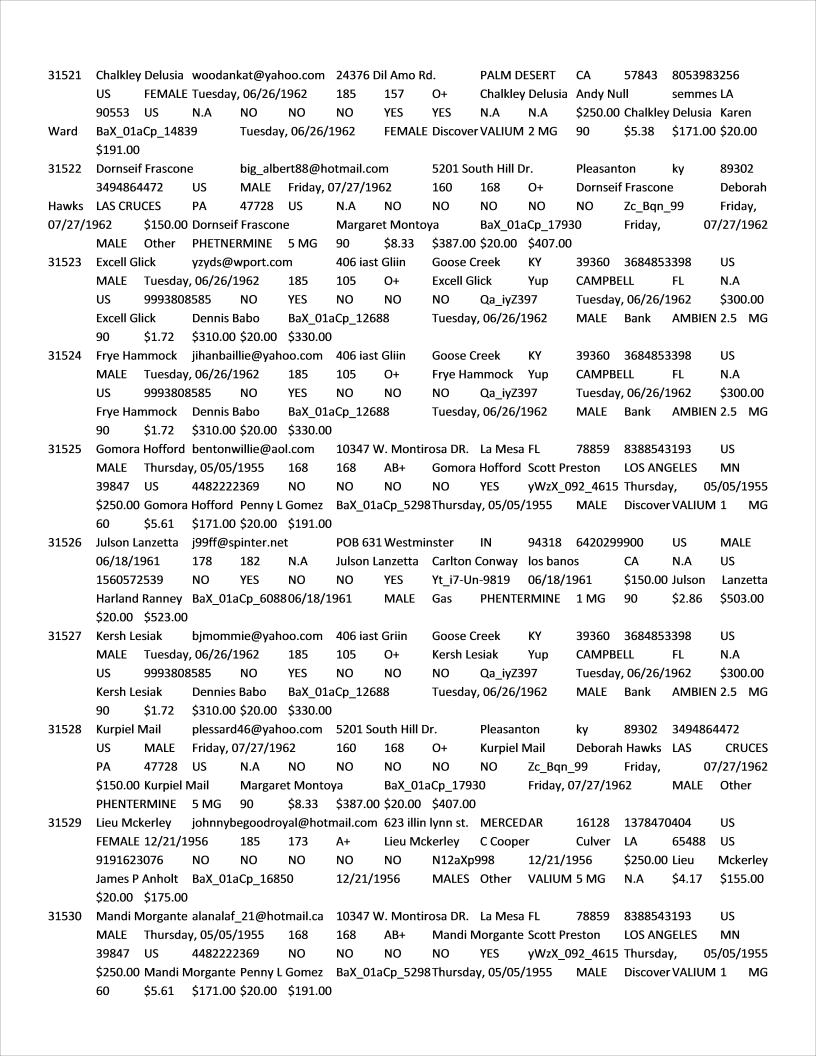 31521 Chalkley Delusia woodankat@yahoo.com 24376 Dil Amo Rd. PALM DESERT CA 57843 8053983256
US FEMALE Tuesday, 06/26/1962 185 157 O+ Chalkley Delusia Andy Null semmes LA
90553 US N.A NO NO NO YES YES N.A N.A $250.00 Chalkley Delusia Karen
Ward BaX_01aCp_14839 Tuesday, 06/26/1962 FEMALE Discover VALIUM 2 MG 90 $5.38 $171.00 $20.00
$191.00
31522 Dornseif Frascone big_albert88@hotmail.com 5201 South Hill Dr. Pleasanton ky 89302
3494864472 US MALE Friday, 07/27/1962 160 168 O+ Dornseif Frascone Deborah
Hawks LAS CRUCES PA 47728 US N.A NO NO NO NO NO Zc_Bqn_99 Friday,
07/27/1962 $150.00 Dornseif Frascone Margaret Montoya BaX_01aCp_17930 Friday, 07/27/1962
MALE Other PHETNERMINE 5 MG 90 $8.33 $387.00 $20.00 $407.00
31523 Excell Glick yzyds@wport.com 406 iast Gliin Goose Creek KY 39360 3684853398 US
MALE Tuesday, 06/26/1962 185 105 O+ Excell Glick Yup CAMPBELL FL N.A
US 9993808585 NO YES NO NO NO Qa_iyZ397 Tuesday, 06/26/1962 $300.00
Excell Glick Dennis Babo BaX_01aCp_12688 Tuesday, 06/26/1962 MALE Bank AMBIEN 2.5 MG
90 $1.72 $310.00 $20.00 $330.00
31524 Frye Hammock jihanbaillie@yahoo.com 406 iast Gliin Goose Creek KY 39360 3684853398 US
MALE Tuesday, 06/26/1962 185 105 O+ Frye Hammock Yup CAMPBELL FL N.A
US 9993808585 NO YES NO NO NO Qa_iyZ397 Tuesday, 06/26/1962 $300.00
Frye Hammock Dennis Babo BaX_01aCp_12688 Tuesday, 06/26/1962 MALE Bank AMBIEN 2.5 MG
90 $1.72 $310.00 $20.00 $330.00
31525 Gomora Hofford bentonwillie@aol.com 10347 W. Montirosa DR. La Mesa FL 78859 8388543193 US
MALE Thursday, 05/05/1955 168 168 AB+ Gomora Hofford Scott Preston LOS ANGELES MN
39847 US 4482222369 NO NO NO NO YES yWzX_092_4615 Thursday, 05/05/1955
$250.00 Gomora Hofford Penny L Gomez BaX_01aCp_5298 Thursday, 05/05/1955 MALE Discover VALIUM 1 MG
60 $5.61 $171.00 $20.00 $191.00
31526 Julson Lanzetta j99ff@spinter.net POB 631 Westminster IN 94318 6420299900 US MALE
06/18/1961 178 182 N.A Julson Lanzetta Carlton Conway los banos CA N.A US
1560572539 NO YES NO NO YES Yt_i7-Un-9819 06/18/1961 $150.00 Julson Lanzetta
Harland Ranney BaX_01aCp_6088 06/18/1961 MALE Gas PHENTERMINE 1 MG 90 $2.86 $503.00
$20.00 $523.00
31527 Kersh Lesiak bjmommie@yahoo.com 406 iast Griin Goose Creek KY 39360 3684853398 US
MALE Tuesday, 06/26/1962 185 105 O+ Kersh Lesiak Yup CAMPBELL FL N.A
US 9993808585 NO YES NO NO NO Qa_iyZ397 Tuesday, 06/26/1962 $300.00
Kersh Lesiak Dennies Babo BaX_01aCp_12688 Tuesday, 06/26/1962 MALE Bank AMBIEN 2.5 MG
90 $1.72 $310.00 $20.00 $330.00
31528 Kurpiel Mail plessard46@yahoo.com 5201 South Hill Dr. Pleasanton ky 89302 3494864472
US MALE Friday, 07/27/1962 160 168 O+ Kurpiel Mail Deborah Hawks LAS CRUCES
PA 47728 US N.A NO NO NO NO NO Zc_Bqn_99 Friday, 07/27/1962
$150.00 Kurpiel Mail Margaret Montoya BaX_01aCp_17930 Friday, 07/27/1962 MALE Other
PHENTERMINE 5 MG 90 $8.33 $387.00 $20.00 $407.00
31529 Lieu Mckerley johnnybegoodroyal@hotmail.com 623 illin lynn st. MERCED AR 16128 1378470404 US
FEMALE 12/21/1956 185 173 A+ Lieu Mckerley C Cooper Culver LA 65488 US
9191623076 NO NO NO NO NO N12aXp998 12/21/1956 $250.00 Lieu Mckerley
James P Anholt BaX_01aCp_16850 12/21/1956 MALES Other VALIUM 5 MG N.A $4.17 $155.00
$20.00 $175.00
31530 Mandi Morgante alanalaf_21@hotmail.ca 10347 W. Montirosa DR. La Mesa FL 78859 8388543193 US
MALE Thursday, 05/05/1955 168 168 AB+ Mandi Morgante Scott Preston LOS ANGELES MN
39847 US 4482222369 NO NO NO NO YES yWzX_092_4615 Thursday, 05/05/1955
$250.00 Mandi Morgante Penny L Gomez BaX_01aCp_5298 Thursday, 05/05/1955 MALE Discover VALIUM 1 MG
60 $5.61 $171.00 $20.00 $191.00